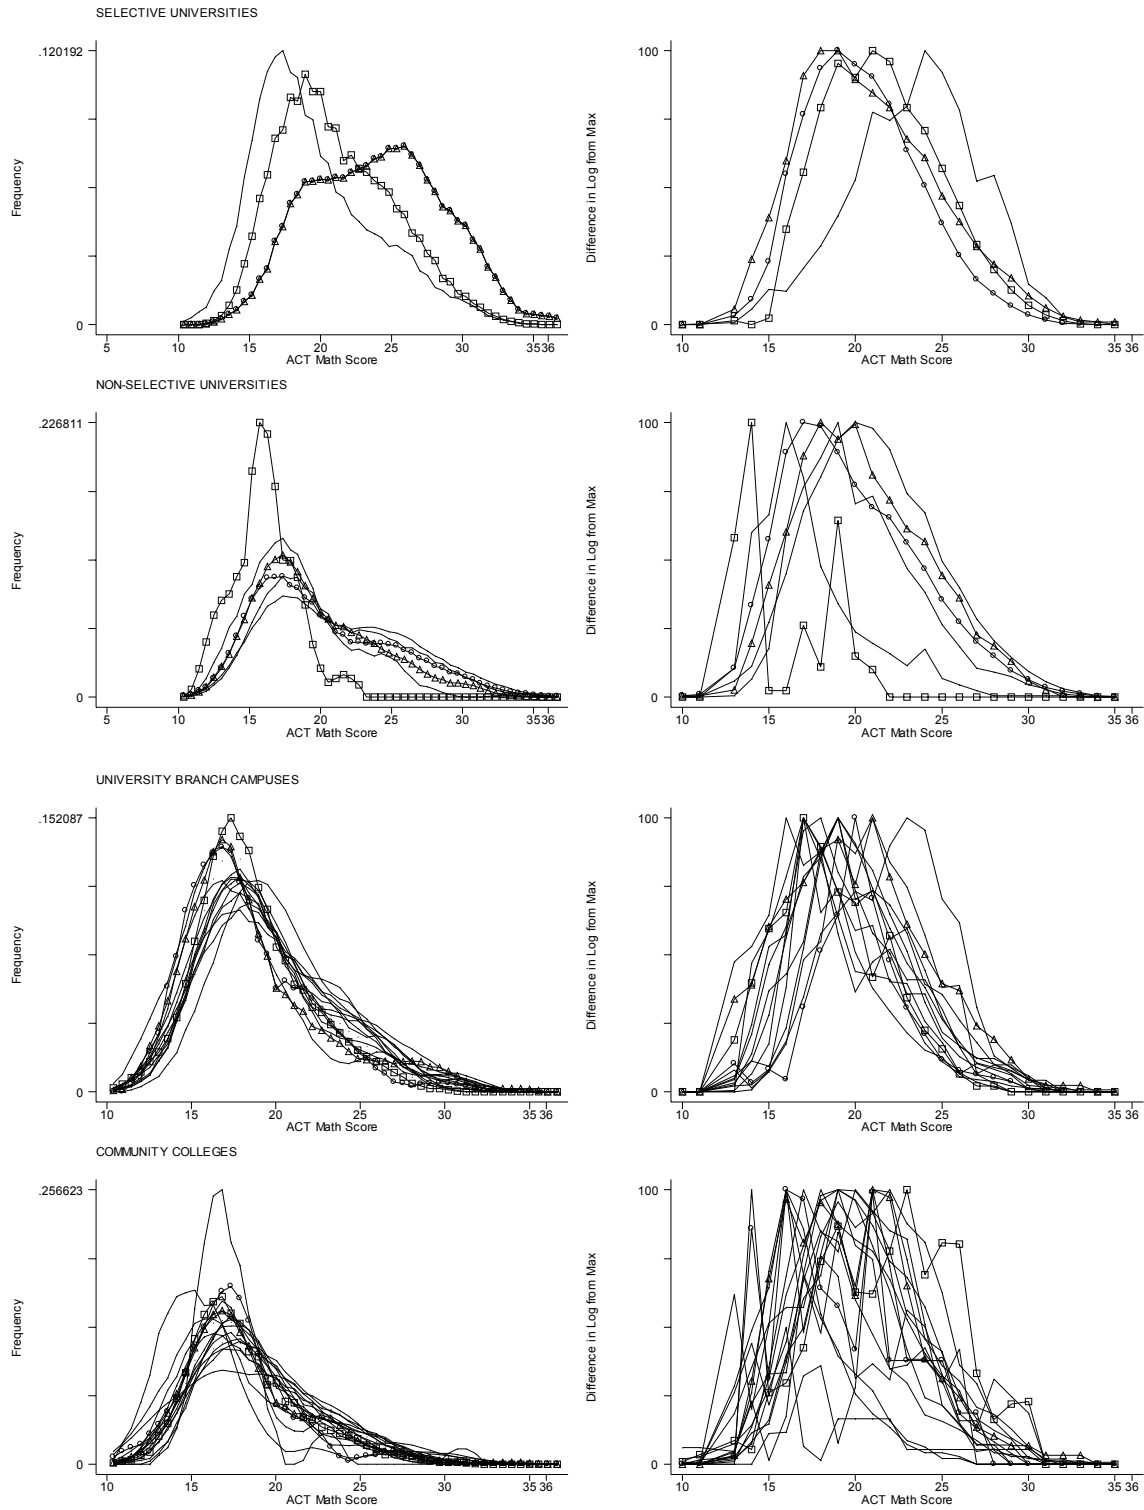 SELECTIVE UNIVERSITIES
.120192
0
Frequency
5 10 15 20 25 30 35 36
ACT Math Score
100
0
Difference in Log from Max
10 15 20 25 30 35 36
ACT Math Score
NON-SELECTIVE UNIVERSITIES
.226811
0
Frequency
5 10 15 20 25 30 35 36
ACT Math Score
100
0
Difference in Log from Max
10 15 20 25 30 35 36
ACT Math Score
UNIVERSITY BRANCH CAMPUSES
.152087
0
Frequency
10 15 20 25 30 35 36
ACT Math Score
100
0
Difference in Log from Max
10 15 20 25 30 35 36
ACT Math Score
COMMUNITY COLLEGES
.256623
0
Frequency
10 15 20 25 30 35 36
ACT Math Score
100
0
Difference in Log from Max
10 15 20 25 30 35 36
ACT Math Score